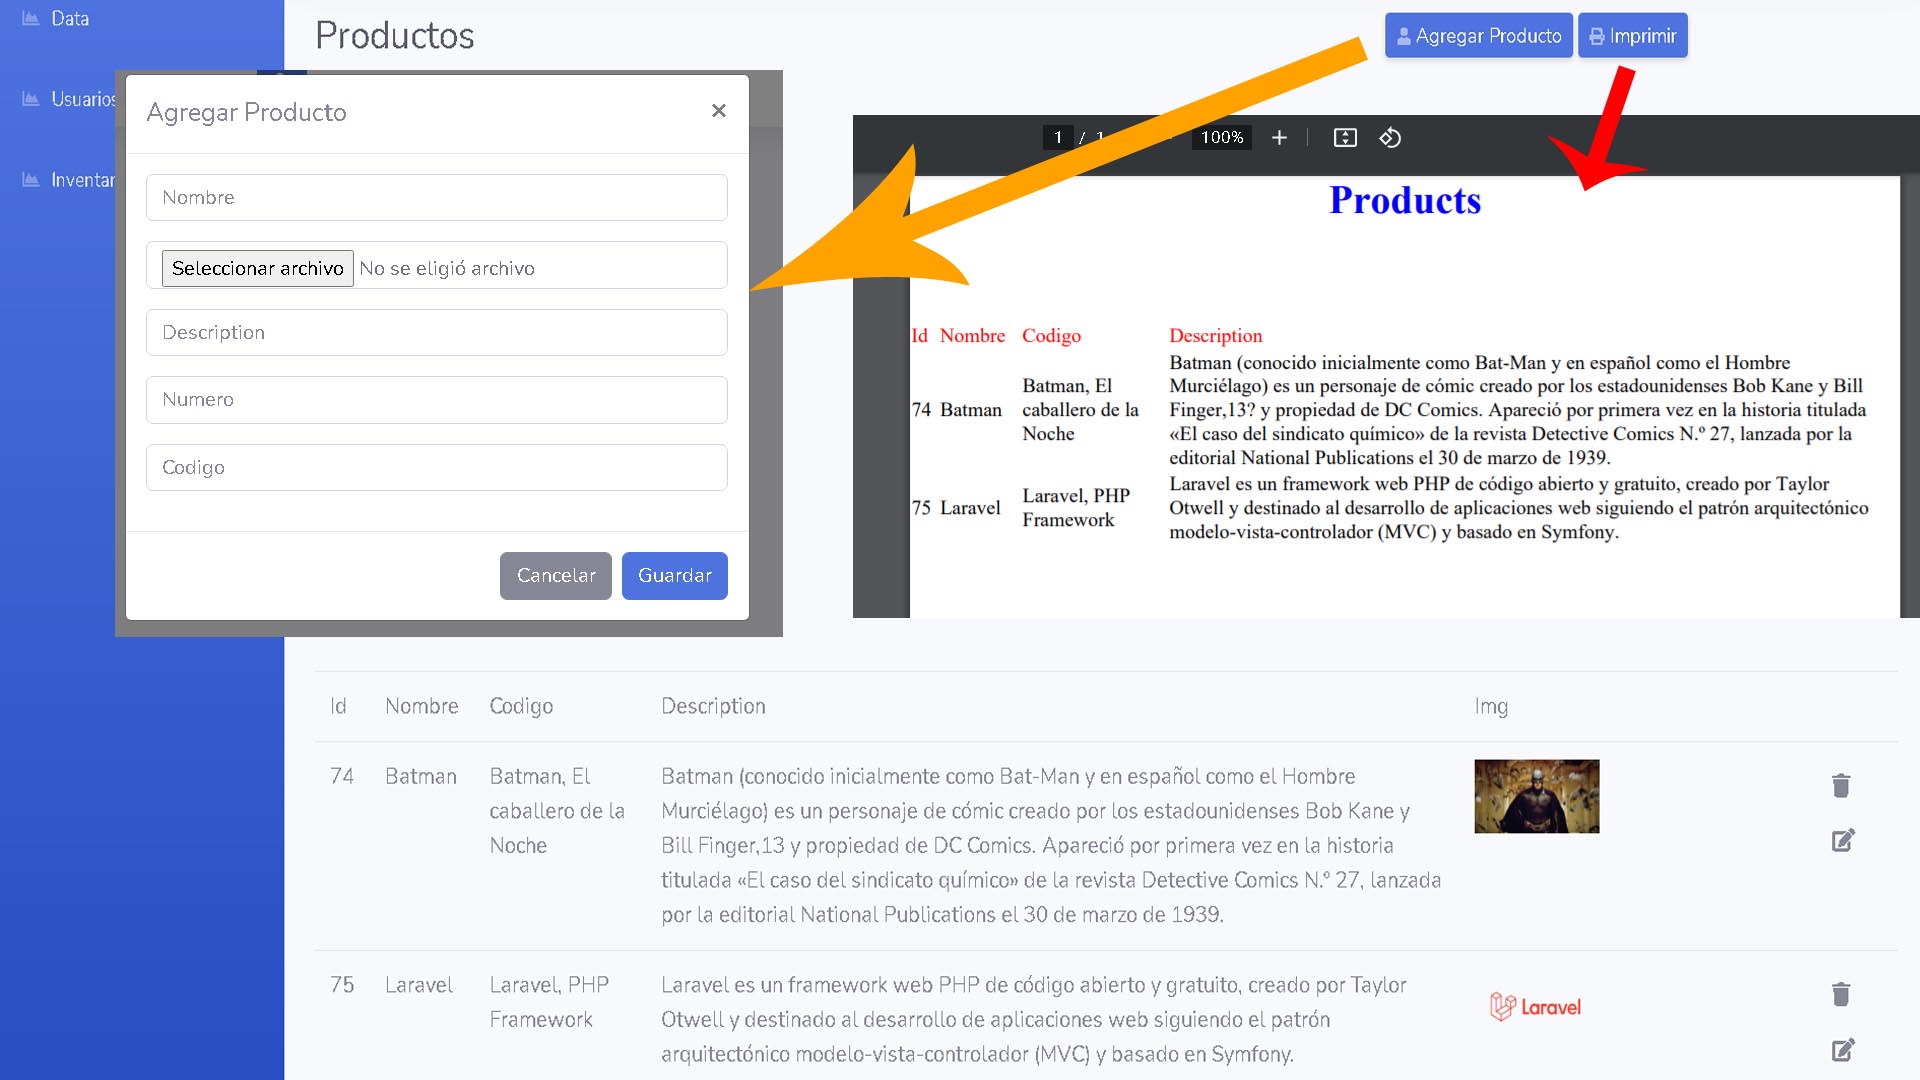 Data
Usuarios
Inventar
Productos
Agregar Producto
Imprimir
Agregar Producto
×
Nombre
Seleccionar archivo No se eligió archivo
Description
Numero
Codigo
Cancelar
Guardar
1 / 1
100%
Products
Id Nombre Codigo Description
74 Batman
Batman, El
caballero de la
Noche
Batman (conocido inicialmente como Bat-Man y en español como el Hombre
Murciélago) es un personaje de cómic creado por los estadounidenses Bob Kane y Bill
Finger,13? y propiedad de DC Comics. Apareció por primera vez en la historia titulada
«El caso del sindicato químico» de la revista Detective Comics N.º 27, lanzada por la
editorial National Publications el 30 de marzo de 1939.
75 Laravel
Laravel, PHP
Framework
Laravel es un framework web PHP de código abierto y gratuito, creado por Taylor
Otwell y destinado al desarrollo de aplicaciones web siguiendo el patrón arquitectónico
modelo-vista-controlador (MVC) y basado en Symfony.
Id Nombre Codigo Description Img
74 Batman
Batman, El
caballero de la
Noche
Batman (conocido inicialmente como Bat-Man y en español como el Hombre
Murciélago) es un personaje de cómic creado por los estadounidenses Bob Kane y
Bill Finger,13 y propiedad de DC Comics. Apareció por primera vez en la historia
titulada «El caso del sindicato químico» de la revista Detective Comics N.º 27, lanzada
por la editorial National Publications el 30 de marzo de 1939.
75 Laravel
Laravel, PHP
Framework
Laravel es un framework web PHP de código abierto y gratuito, creado por Taylor
Otwell y destinado al desarrollo de aplicaciones web siguiendo el patrón
arquitectónico modelo-vista-controlador (MVC) y basado en Symfony.
Laravel